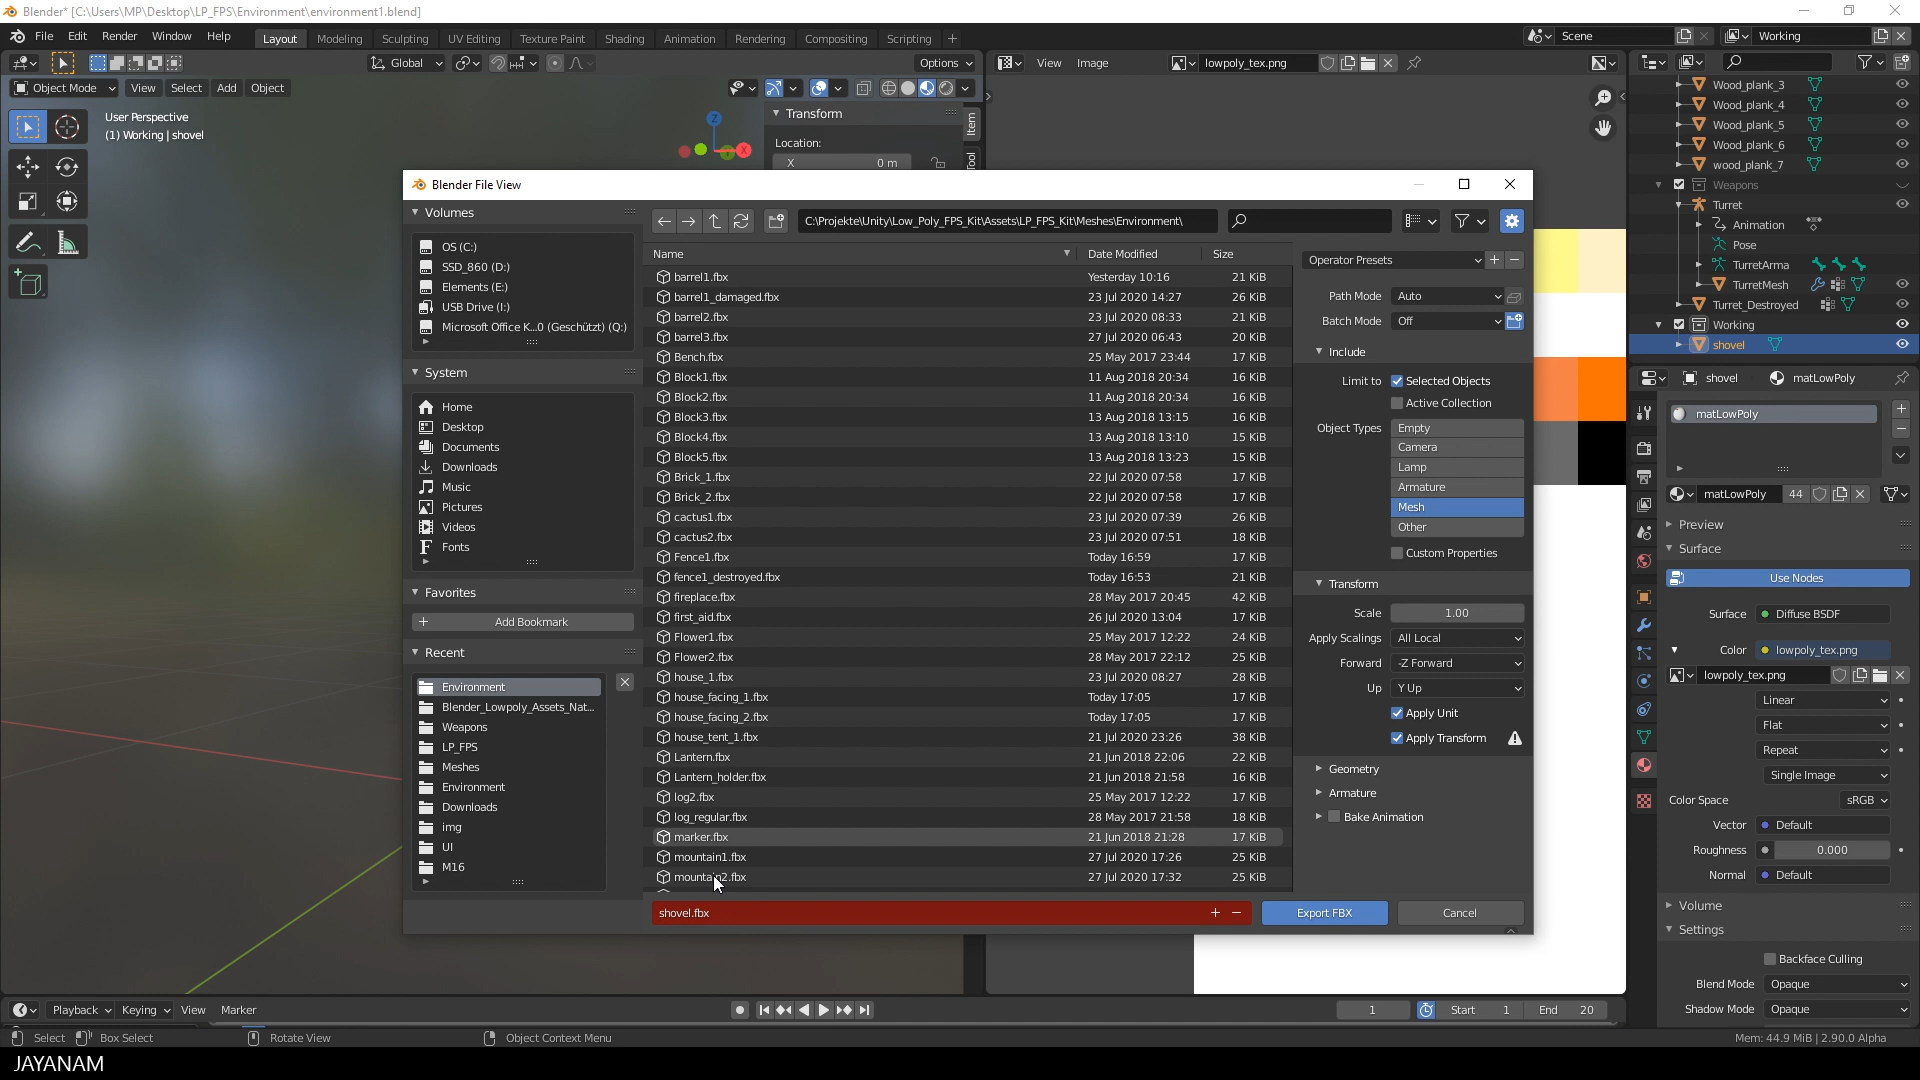 Blender* [C:\Users\MP\Desktop\LP_FPS\Environment\environment1.blend]
File Edit Render Window Help Layout Modeling Sculpting UV Editing Texture Paint Shading Animation Rendering Compositing Scripting + Scene Working
Global Options View Image lowpoly_tex.png
Object Mode View Select Add Object
User Perspective
(1) Working | shovel
Z
X
Y
Transform
Location:
X 0 m
Item
Tool
Blender File View
Volumes
OS (C:)
SSD_860 (D:)
Elements (E:)
USB Drive (I:)
Microsoft Office K...0 (Geschützt) (Q:)
System
Home
Desktop
Documents
Downloads
Music
Pictures
Videos
Fonts
Favorites
Add Bookmark
Recent
Environment
Blender_Lowpoly_Assets_Nat...
Weapons
LP_FPS
Meshes
Environment
Downloads
img
UI
M16
C:\Projekte\Unity\Low_Poly_FPS_Kit\Assets\LP_FPS_Kit\Meshes\Environment\
Name Date Modified Size
barrel1.fbx Yesterday 10:16 21 KiB
barrel1_damaged.fbx 23 Jul 2020 14:27 26 KiB
barrel2.fbx 23 Jul 2020 08:33 21 KiB
barrel3.fbx 27 Jul 2020 06:43 20 KiB
Bench.fbx 25 May 2017 23:44 17 KiB
Block1.fbx 11 Aug 2018 20:34 16 KiB
Block2.fbx 11 Aug 2018 20:34 16 KiB
Block3.fbx 13 Aug 2018 13:15 16 KiB
Block4.fbx 13 Aug 2018 13:10 15 KiB
Block5.fbx 13 Aug 2018 13:23 15 KiB
Brick_1.fbx 22 Jul 2020 07:58 17 KiB
Brick_2.fbx 22 Jul 2020 07:58 17 KiB
cactus1.fbx 23 Jul 2020 07:39 26 KiB
cactus2.fbx 23 Jul 2020 07:51 18 KiB
Fence1.fbx Today 16:59 17 KiB
fence1_destroyed.fbx Today 16:53 21 KiB
fireplace.fbx 28 May 2017 20:45 42 KiB
first_aid.fbx 26 Jul 2020 13:04 17 KiB
Flower1.fbx 25 May 2017 12:22 24 KiB
Flower2.fbx 28 May 2017 22:12 25 KiB
house_1.fbx 23 Jul 2020 08:27 28 KiB
house_facing_1.fbx Today 17:05 17 KiB
house_facing_2.fbx Today 17:05 17 KiB
house_tent_1.fbx 21 Jul 2020 23:26 38 KiB
Lantern.fbx 21 Jun 2018 22:06 22 KiB
Lantern_holder.fbx 21 Jun 2018 21:58 16 KiB
log2.fbx 25 May 2017 12:22 17 KiB
log_regular.fbx 28 May 2017 21:58 18 KiB
marker.fbx 21 Jun 2018 21:28 17 KiB
mountain1.fbx 27 Jul 2020 17:26 25 KiB
mountain2.fbx 27 Jul 2020 17:32 25 KiB
shovel.fbx + − Export FBX Cancel
Operator Presets + −
Path Mode Auto
Batch Mode Off
Include
Limit to Selected Objects
Active Collection
Object Types Empty
Camera
Lamp
Armature
Mesh
Other
Custom Properties
Transform
Scale 1.00
Apply Scalings All Local
Forward -Z Forward
Up Y Up
Apply Unit
Apply Transform
Geometry
Armature
Bake Animation
Wood_plank_3
Wood_plank_4
Wood_plank_5
Wood_plank_6
wood_plank_7
Weapons
Turret
Animation
Pose
TurretArma
TurretMesh
Turret_Destroyed
Working
shovel
shovel matLowPoly
matLowPoly
matLowPoly 44
Preview
Surface
Use Nodes
Surface Diffuse BSDF
Color lowpoly_tex.png
lowpoly_tex.png
Linear
Flat
Repeat
Single Image
Color Space sRGB
Vector Default
Roughness 0.000
Normal Default
Volume
Settings
Backface Culling
Blend Mode Opaque
Shadow Mode Opaque
Playback Keying View Marker 1 Start 1 End 20
Select Box Select Rotate View Object Context Menu Mem: 44.9 MiB | 2.90.0 Alpha
JAYANAM